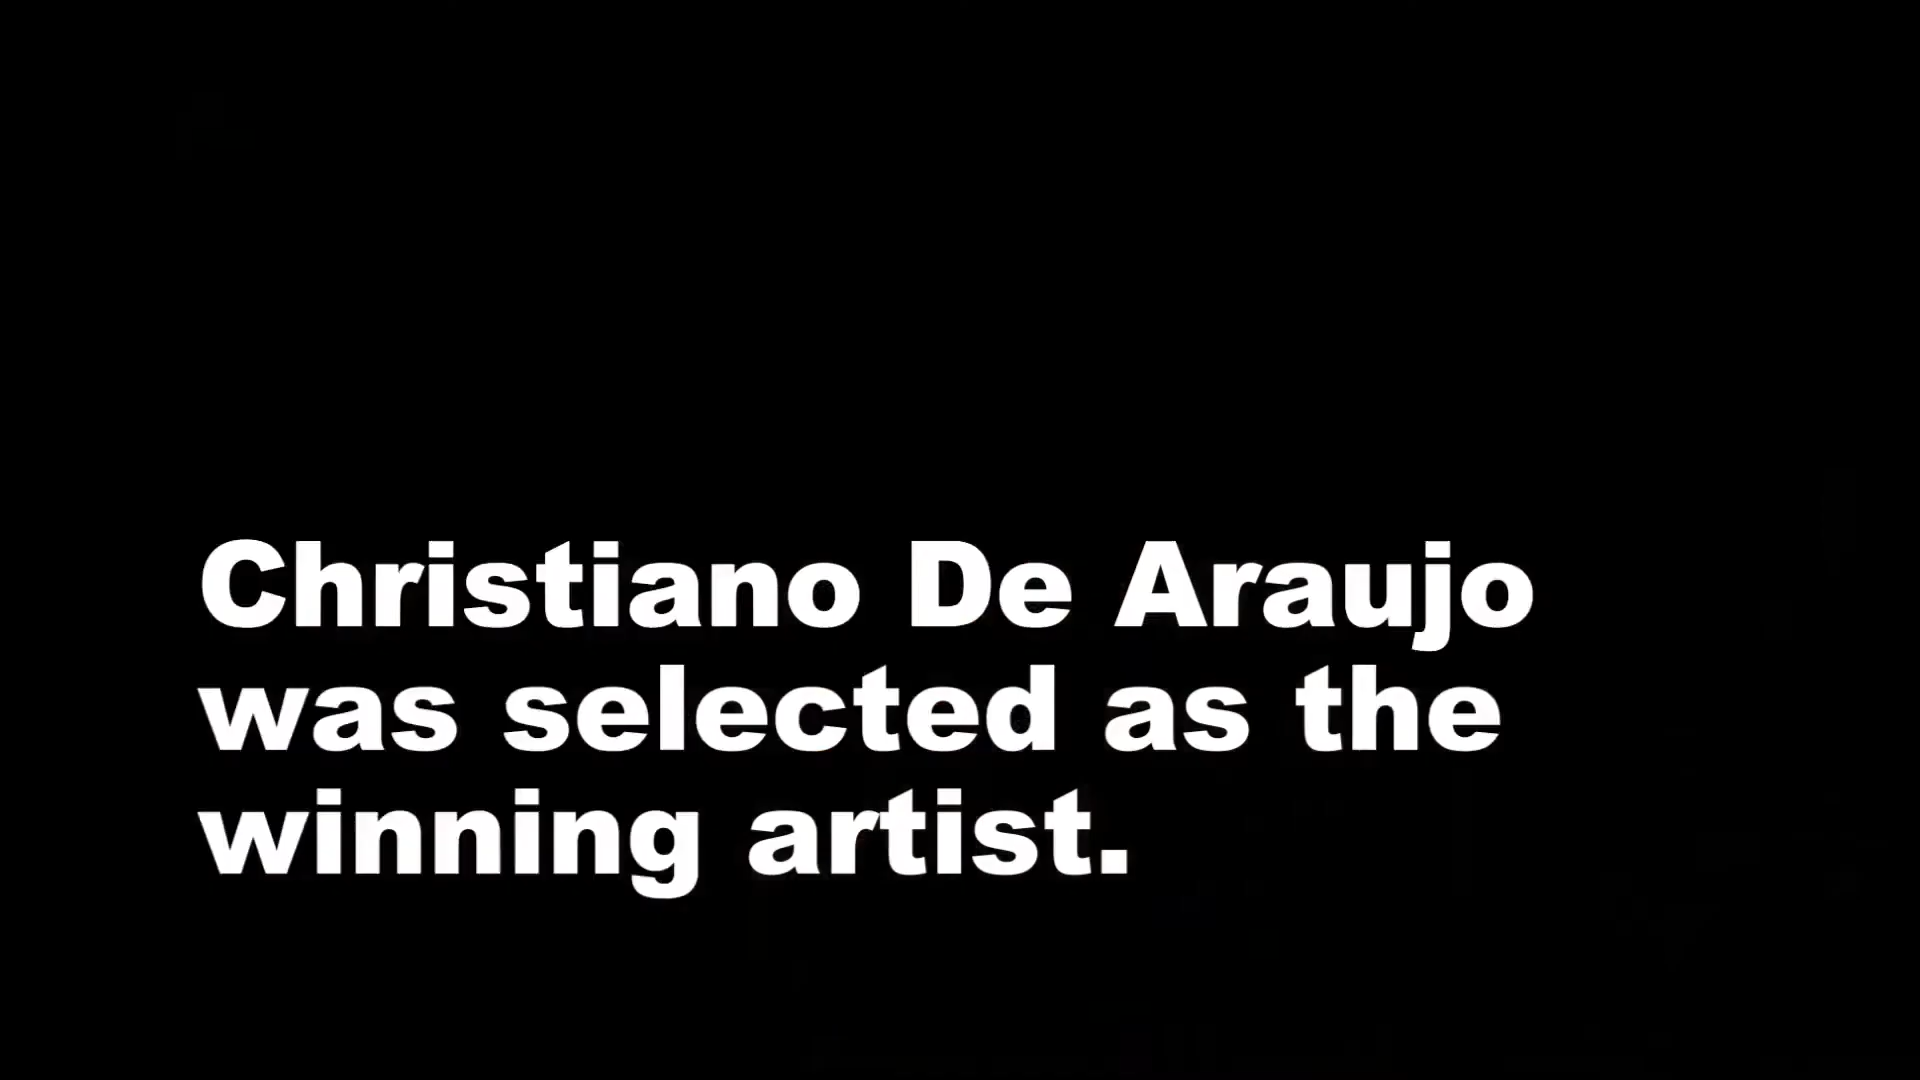 Christiano De Araujo
was selected as the
winning artist.